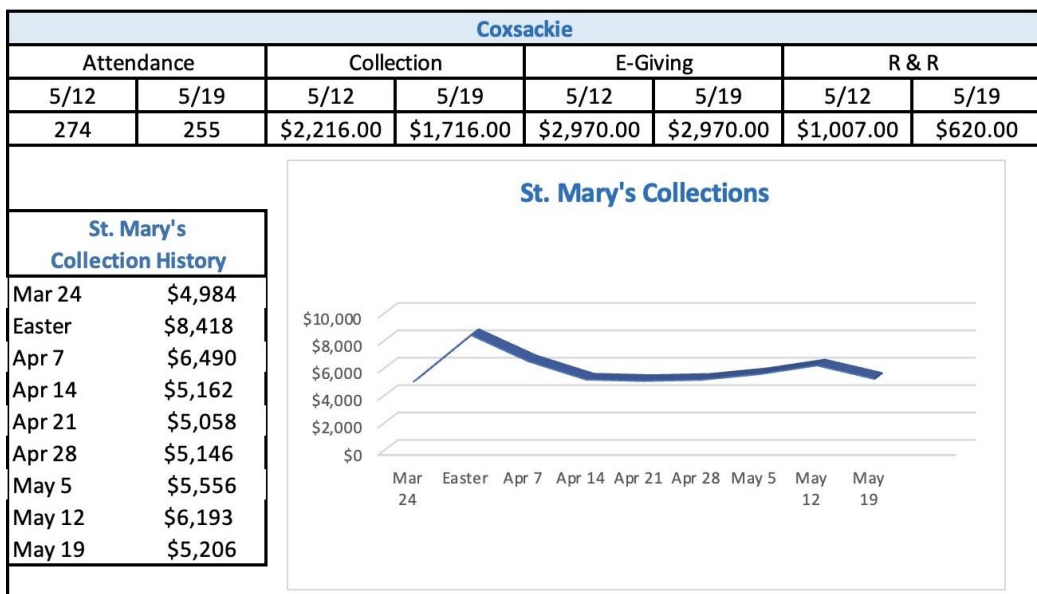 Coxsackie
Attendance Collection E-Giving R & R
5/12 5/19 5/12 5/19 5/12 5/19 5/12 5/19
274 255 $2,216.00 $1,716.00 $2,970.00 $2,970.00 $1,007.00 $620.00
St. Mary's
Collection History
Mar 24 $4,984
Easter $8,418
Apr 7 $6,490
Apr 14 $5,162
Apr 21 $5,058
Apr 28 $5,146
May 5 $5,556
May 12 $6,193
May 19 $5,206
St. Mary's Collections
$10,000
$8,000
$6,000
$4,000
$2,000
$0
Mar Easter Apr 7 Apr 14 Apr 21 Apr 28 May 5 May May
24 12 19